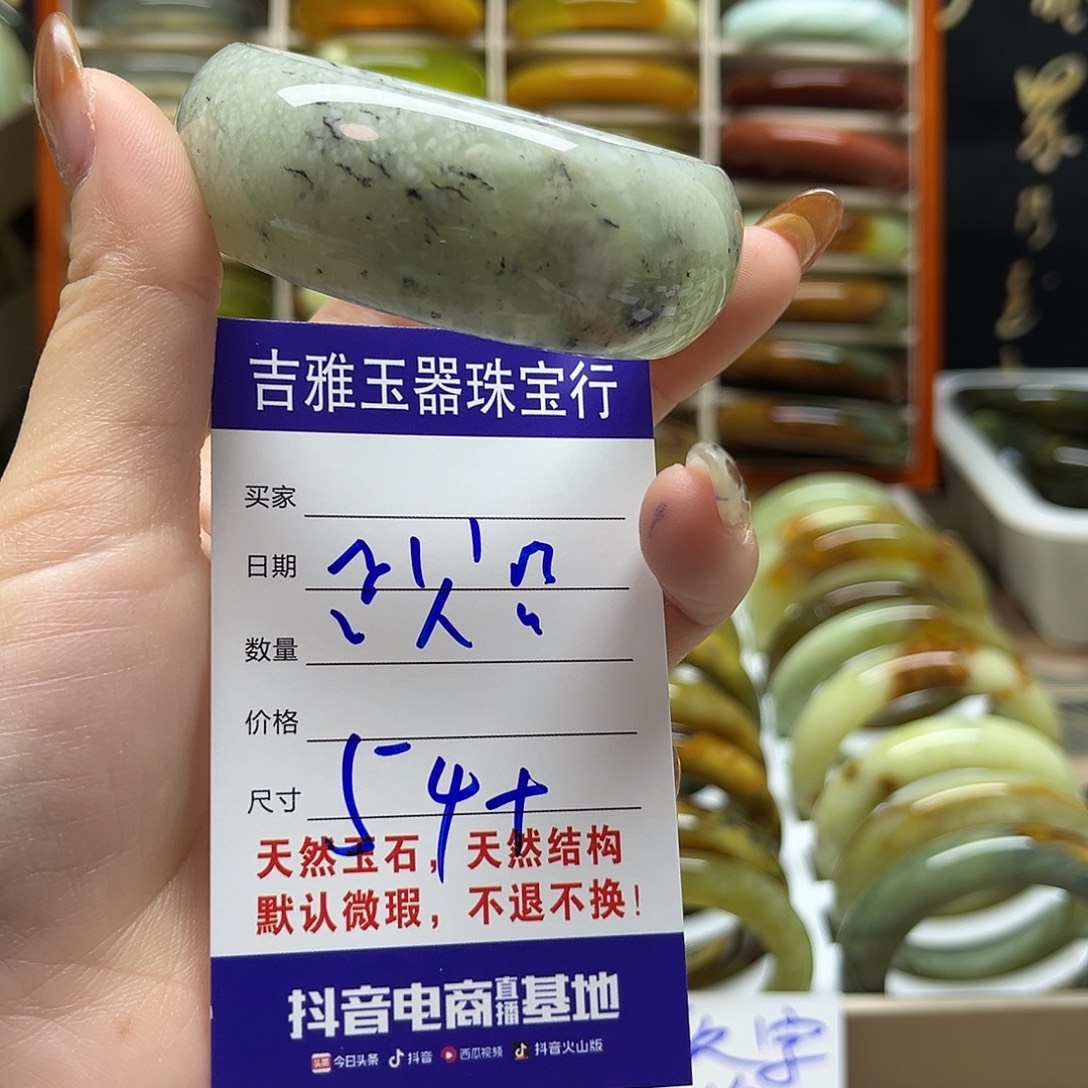 吉雅玉器珠宝行
买家
日期
数量
价格
尺寸 54+
天然玉石，天然结构
默认微瑕，不退不换！
抖音电商直播基地
头条 今日头条 抖音 西瓜视频 抖音火山版
字